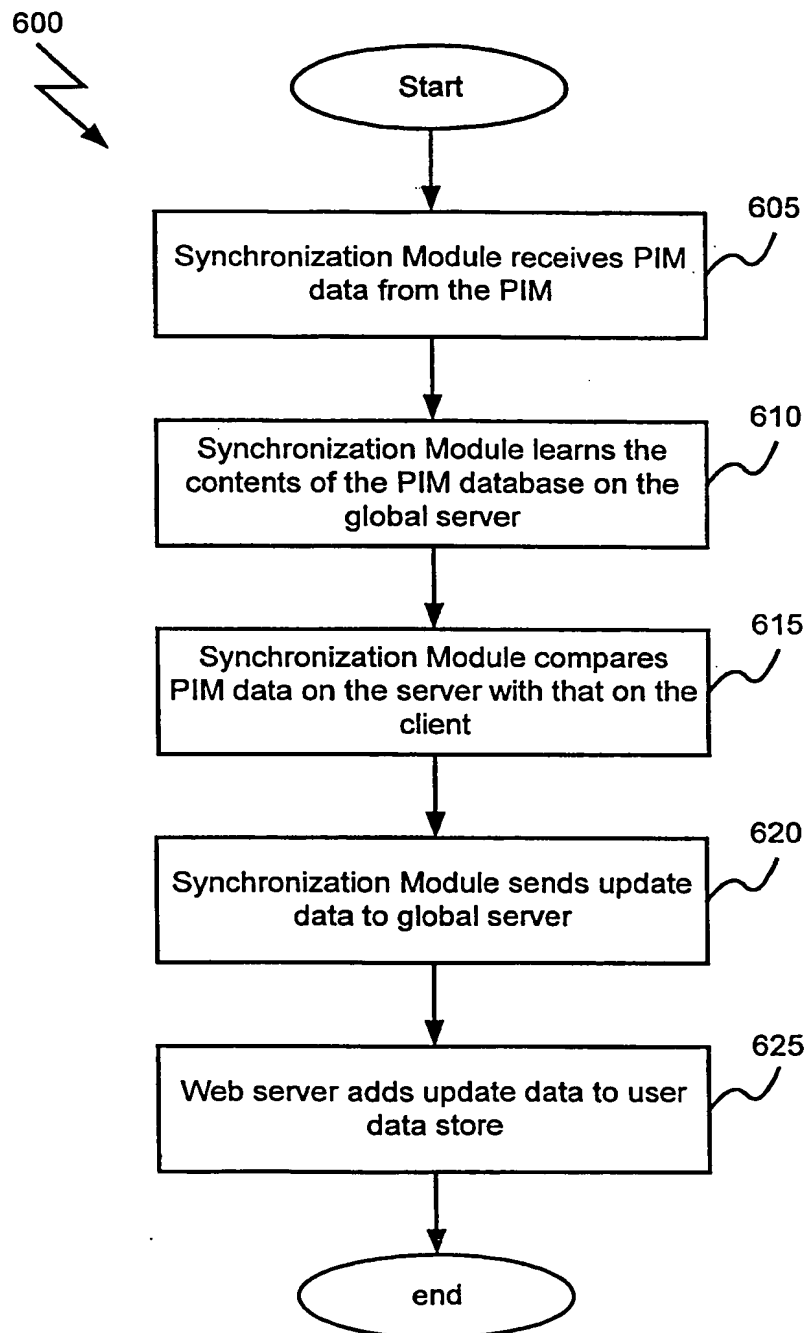 600
Start
605
Synchronization Module receives PIM
data from the PIM
610
Synchronization Module learns the
contents of the PIM database on the
global server
615
Synchronization Module compares
PIM data on the server with that on the
client
620
Synchronization Module sends update
data to global server
625
Web server adds update data to user
data store
end